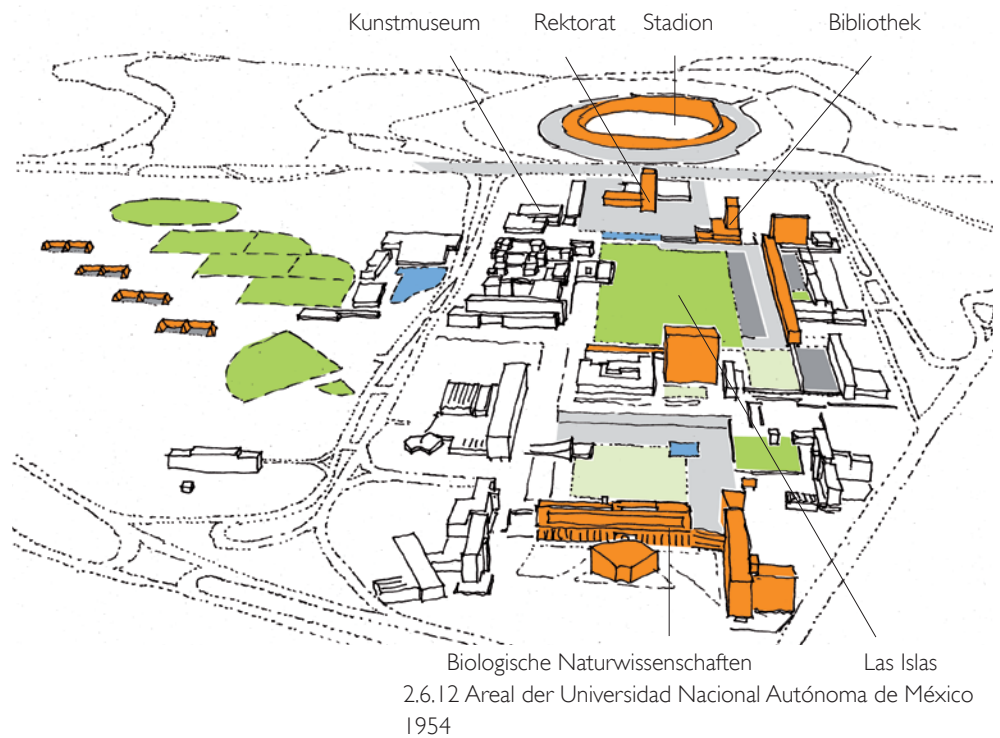 Kunstmuseum Rektorat Stadion Bibliothek
Biologische Naturwissenschaften Las Islas
2.6.12 Areal der Universidad Nacional Autónoma de México
1954